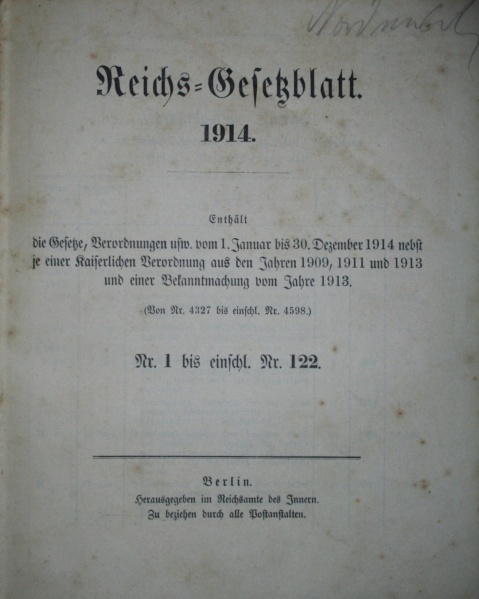 Reichs-Gesetzblatt.
1914.
Enthält
die Gesetze, Verordnungen usw. vom 1. Januar bis 30. Dezember 1914 nebst
je einer Kaiserlichen Verordnung aus den Jahren 1909, 1911 und 1913
und einer Bekanntmachung vom Jahre 1913.
(Von Nr. 4327 bis einschl. Nr. 4598.)
Nr. 1 bis einschl. Nr. 122.
Berlin.
Herausgegeben im Reichsamte des Innern.
Zu beziehen durch alle Postanstalten.